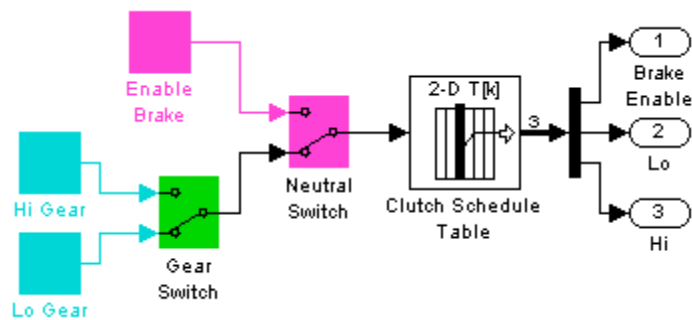 Enable
Brake
Hi Gear
Lo Gear
Gear
Switch
Neutral
Switch
2-D T[k]
Clutch Schedule
Table
3
1
Brake
Enable
2
Lo
3
Hi